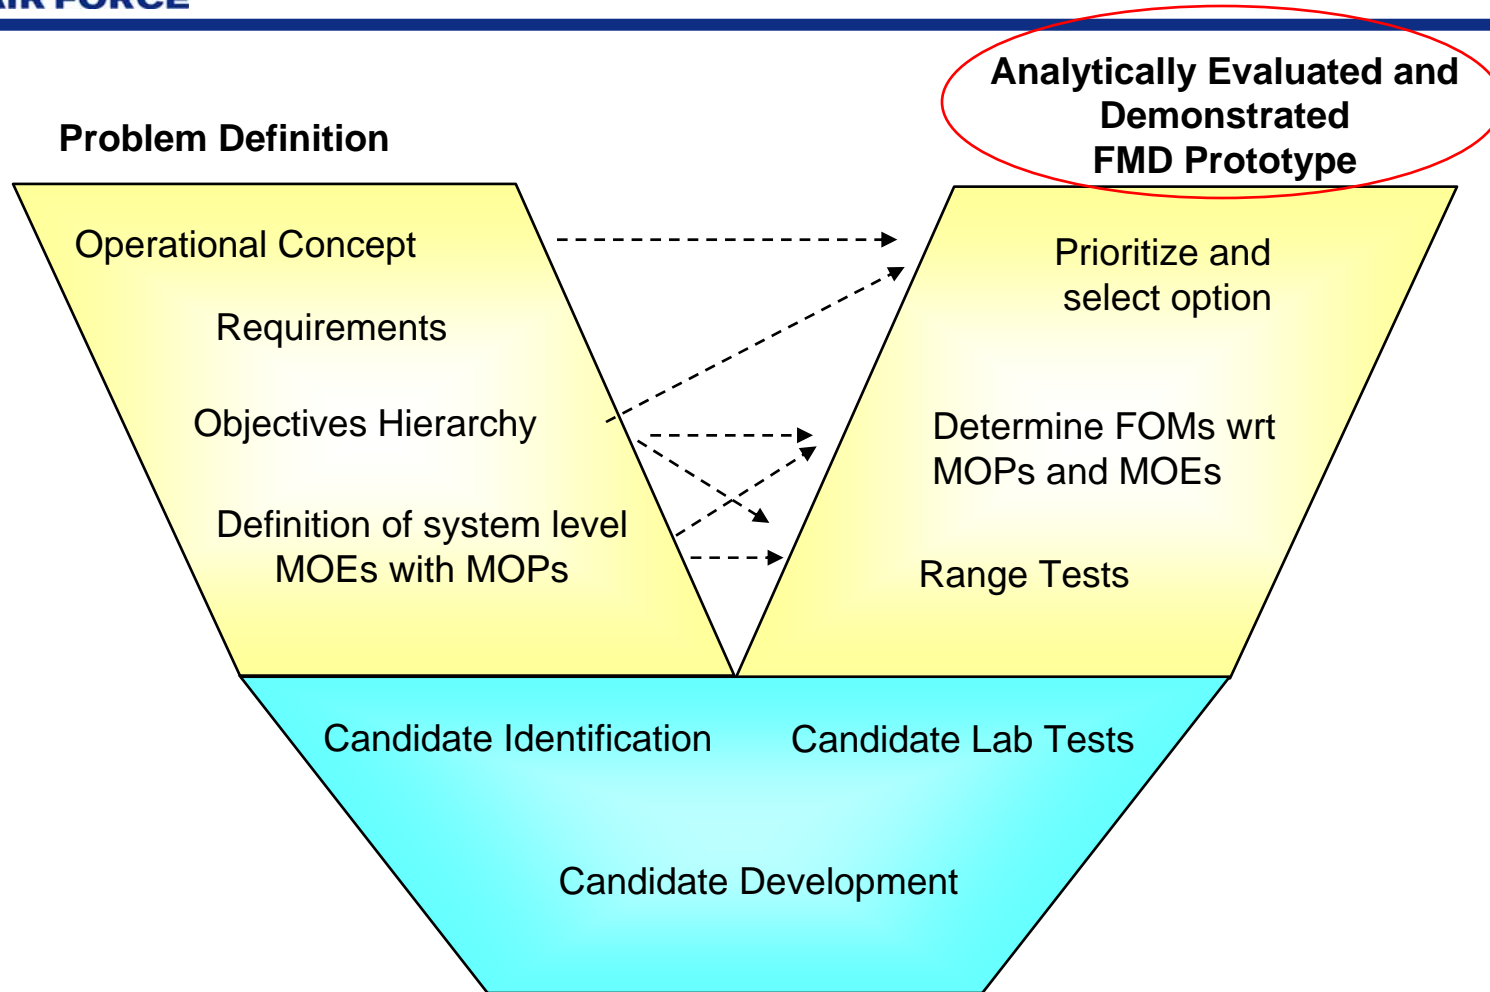 AIR FORCE
Problem Definition
Analytically Evaluated and
Demonstrated
FMD Prototype
Operational Concept
Requirements
Objectives Hierarchy
Definition of system level
MOEs with MOPs
Prioritize and
select option
Determine FOMs wrt
MOPs and MOEs
Range Tests
Candidate Identification
Candidate Lab Tests
Candidate Development